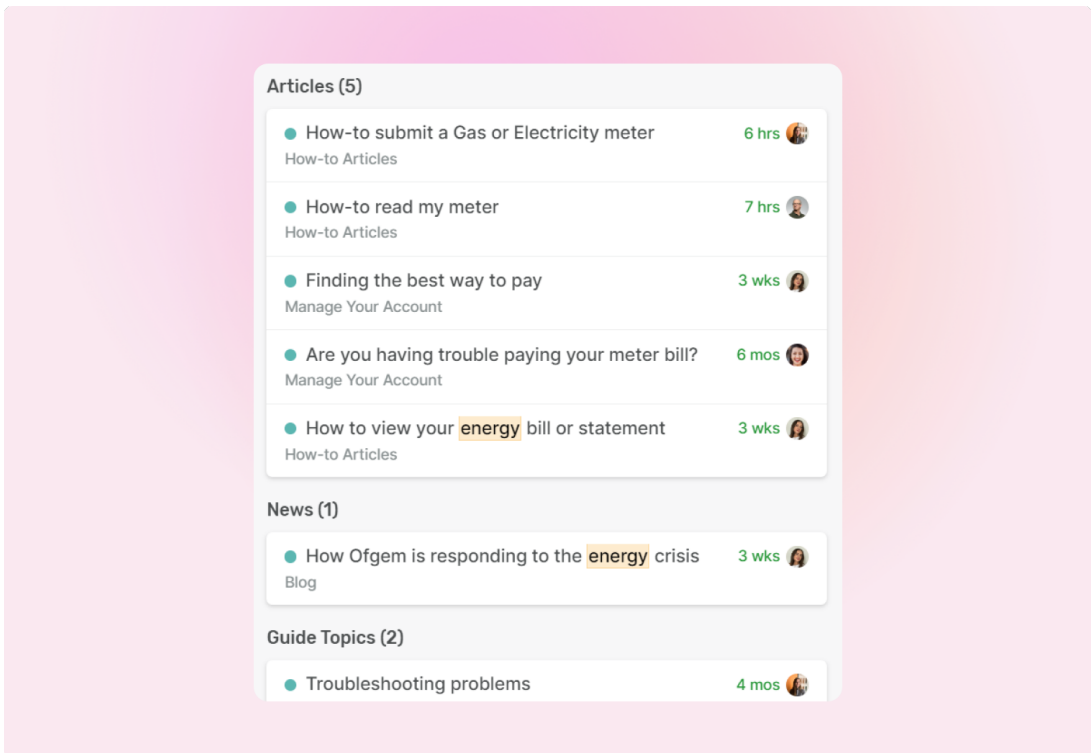 Articles (5)
How-to submit a Gas or Electricity meter 6 hrs
How-to Articles
How-to read my meter 7 hrs
How-to Articles
Finding the best way to pay 3 wks
Manage Your Account
Are you having trouble paying your meter bill? 6 mos
Manage Your Account
How to view your energy bill or statement 3 wks
How-to Articles
News (1)
How Ofgem is responding to the energy crisis 3 wks
Blog
Guide Topics (2)
Troubleshooting problems 4 mos